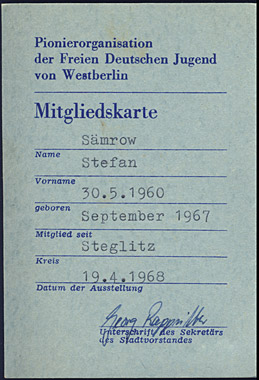 Pionierorganisation
der Freien Deutschen Jugend
von Westberlin
Mitgliedskarte
Sämrow
Name
Stefan
Vorname
30.5.1960
geboren
September 1967
Mitglied seit
Steglitz
Kreis
19.4.1968
Datum der Ausstellung
Georg
Unterschrift des Sekretärs
des Stadtvorstandes